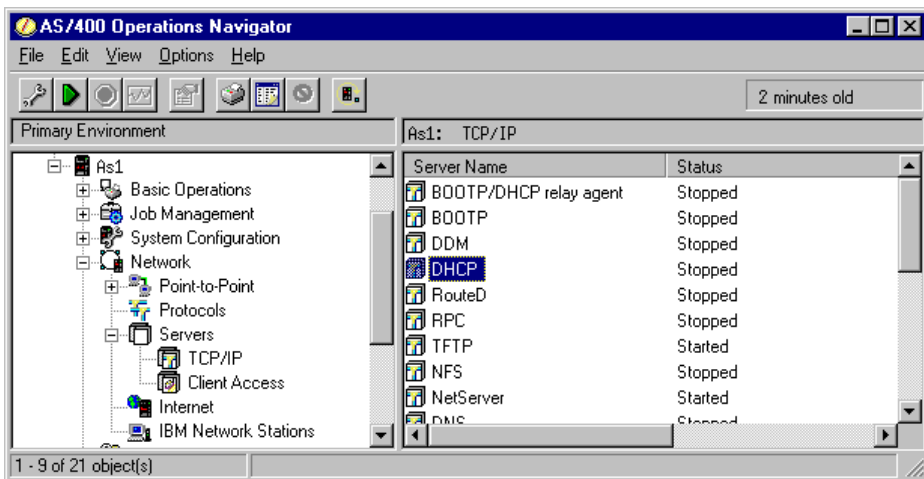 AS/400 Operations Navigator
File Edit View Options Help
2 minutes old
Primary Environment
As1: TCP/IP
As1
Basic Operations
Job Management
System Configuration
Network
Point-to-Point
Protocols
Servers
TCP/IP
Client Access
Internet
IBM Network Stations
Server Name Status
BOOTP/DHCP relay agent Stopped
BOOTP Stopped
DDM Stopped
DHCP Stopped
RouteD Stopped
RPC Stopped
TFTP Started
NFS Stopped
NetServer Started
DNS Stopped
1 - 9 of 21 object(s)